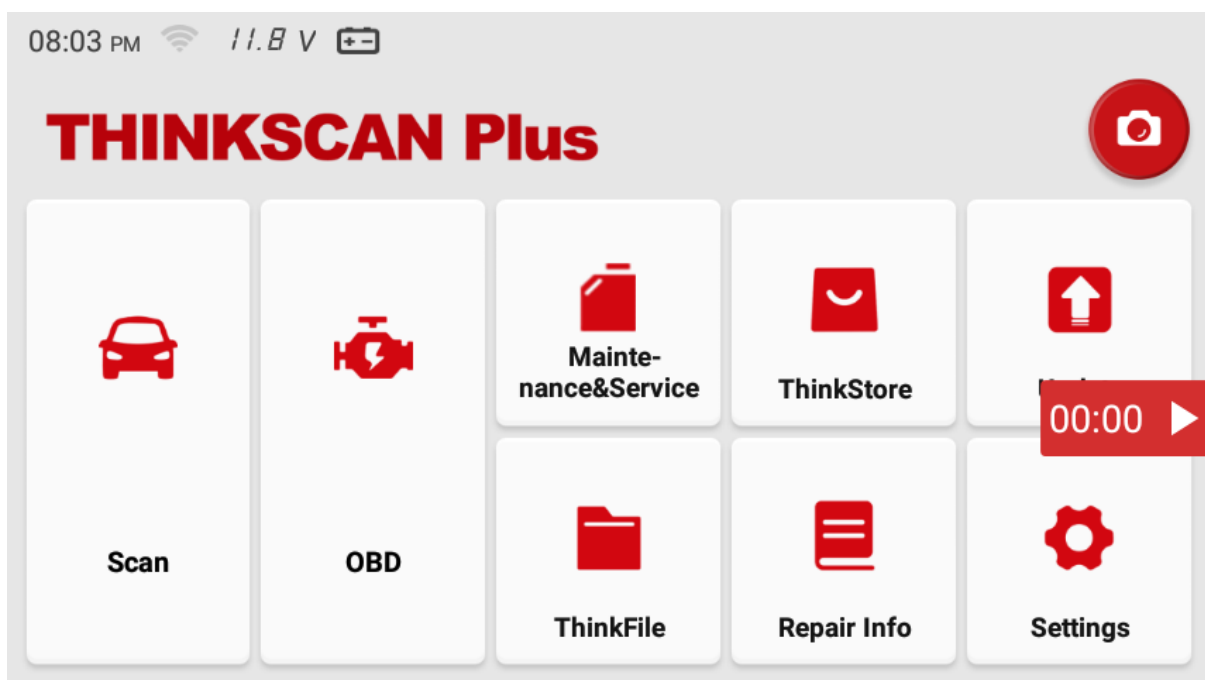 08:03 PM 11.8 V
THINKSCAN Plus
Scan
OBD
Mainte-
nance&Service
ThinkStore
00:00
ThinkFile
Repair Info
Settings